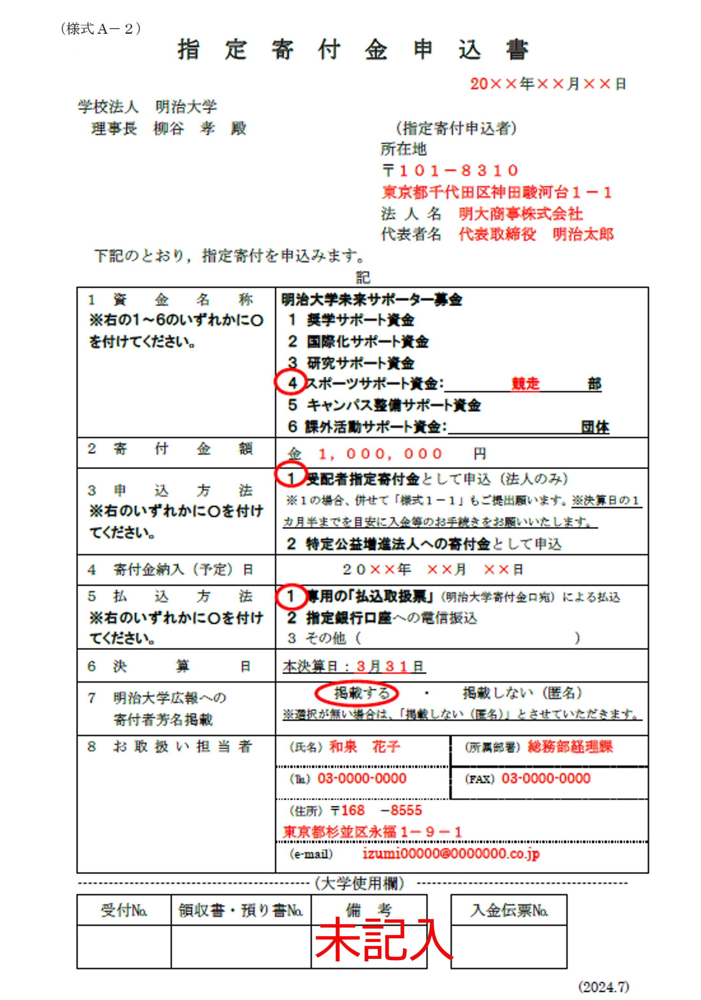 （様式Ａ－２）
指定寄付金申込書
20××年××月××日
学校法人　明治大学
理事長　柳谷　孝　殿
（指定寄付申込者）
所在地
〒１０１－８３１０
東京都千代田区神田駿河台１－１
法人名　明大商事株式会社
代表者名　代表取締役　明治太郎
下記のとおり，指定寄付を申込みます。
記
1　資金名称
※右の1～6のいずれかに○
を付けてください。
明治大学未来サポーター募金
1　奨学サポート資金
2　国際化サポート資金
3　研究サポート資金
4　スポーツサポート資金：　競走　部
5　キャンパス整備サポート資金
6　課外活動サポート資金：　団体
2　寄付金額
金　１，０００，０００　円
3　申込方法
※右のいずれかに○を付け
てください。
1　受配者指定寄付金として申込（法人のみ）
※１の場合、併せて「様式１－１」もご提出願います。※決算日の１
カ月半までを目安に入金等のお手続きをお願いいたします。
2　特定公益増進法人への寄付金として申込
4　寄付金納入（予定）日
２０××年　××月　××日
5　払込方法
※右のいずれかに○を付け
てください。
1　専用の「払込取扱票」（明治大学寄付金口宛）による払込
2　指定銀行口座への電信振込
3　その他（　　　）
6　決算日
本決算日：３月３１日
7　明治大学広報への
寄付者芳名掲載
掲載する　・　掲載しない（匿名）
※選択が無い場合は、「掲載しない（匿名）」とさせていただきます。
8　お取扱い担当者
（氏名）和泉　花子
（所属部署）総務部経理課
（℡）03-0000-0000
（FAX）03-0000-0000
（住所）〒168　－8555
東京都杉並区永福１－９－１
（e-mail）　izumi00000@0000000.co.jp
（大学使用欄）
受付№　領収書・預り書№　備考　入金伝票№
未記入
(2024.7)